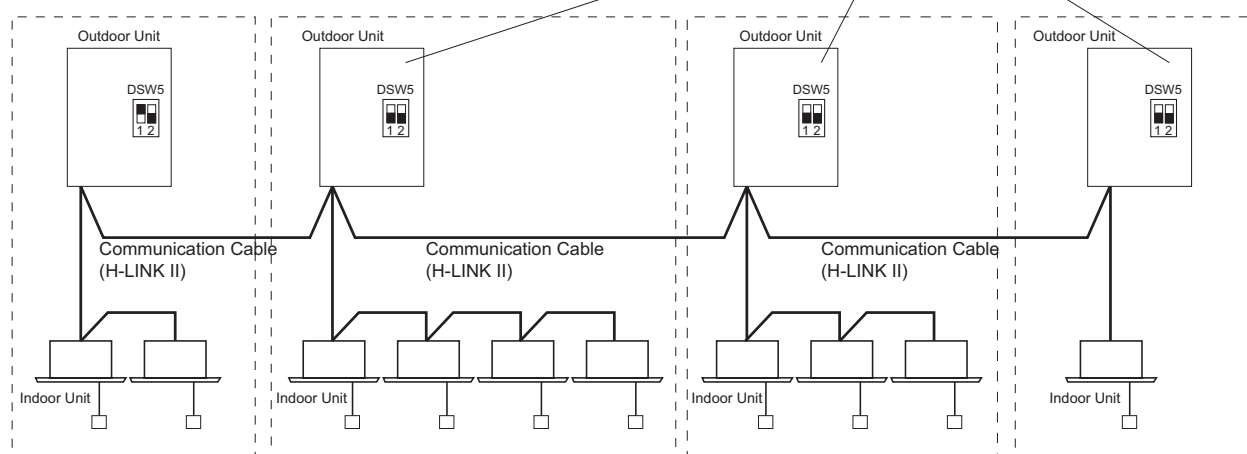 Outdoor Unit
Outdoor Unit
Outdoor Unit
Outdoor Unit
DSW5
1 2
DSW5
1 2
DSW5
1 2
DSW5
1 2
Communication Cable
(H-LINK II)
Communication Cable
(H-LINK II)
Communication Cable
(H-LINK II)
Indoor Unit
Indoor Unit
Indoor Unit
Indoor Unit